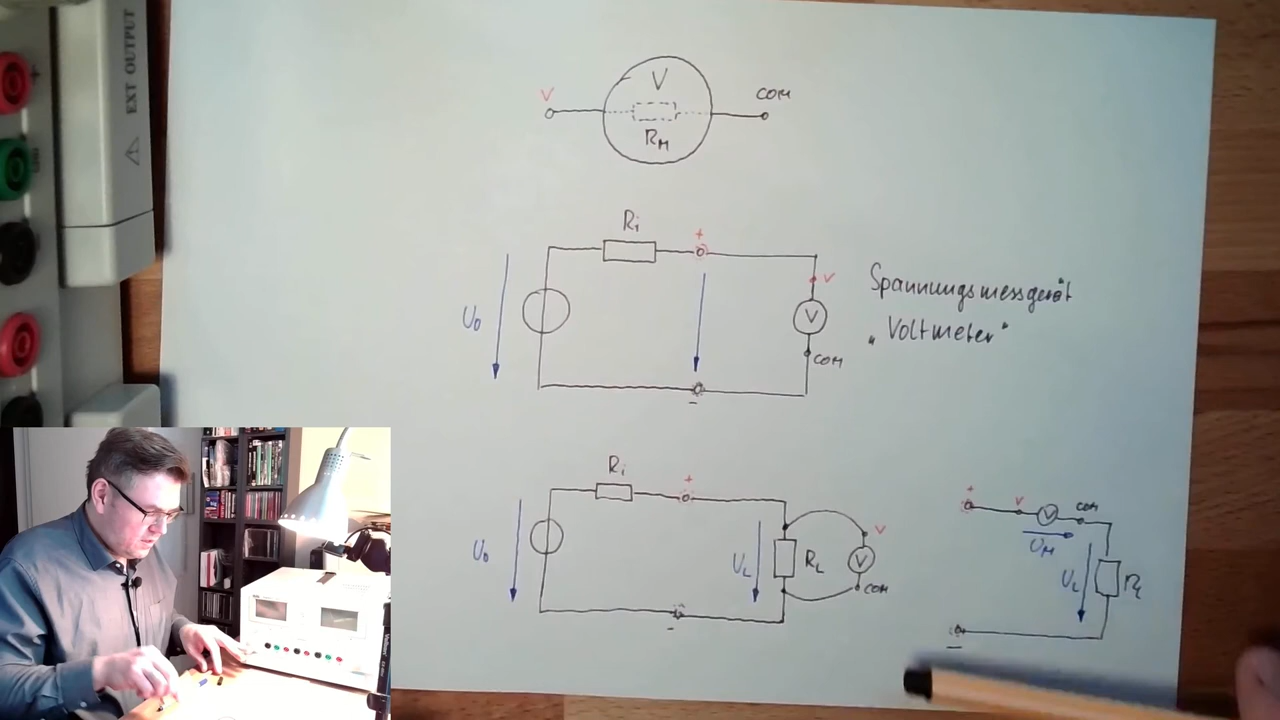 EXT OUTPUT
V
V
COM
R_M
R_i
+
V
U_0
V
COM
-
Spannungsmessgerät
„Voltmeter"
R_i
+
U_0
U_L
R_L
V
V
COM
-
+
V
V
COM
U_M
U_L
R_L
-